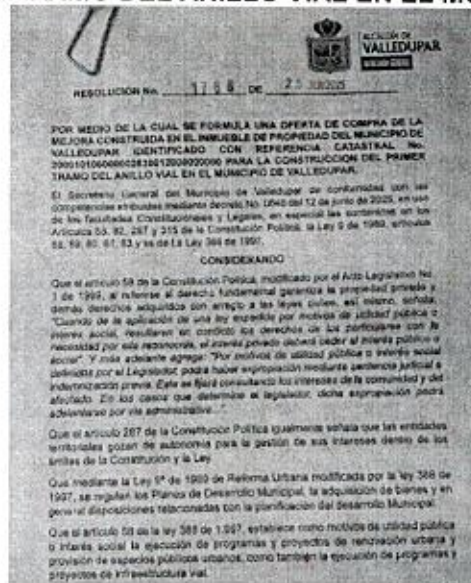 ALCALDÍA DE
VALLEDUPAR
RESOLUCIÓN No. 1766 DE 25 JUN 2025
POR MEDIO DE LA CUAL SE FORMULA UNA OFERTA DE COMPRA DE LA
MEJORA CONSTRUIDA EN EL INMUEBLE DE PROPIEDAD DEL MUNICIPIO DE
VALLEDUPAR IDENTIFICADO CON REFERENCIA CATASTRAL No.
PARA LA CONSTRUCCION DEL PRIMER
TRAMO DEL ANILLO VIAL EN EL MUNICIPIO DE VALLEDUPAR.
El Secretario General del Municipio de Valledupar de conformidad con las
competencias atribuidas mediante decreto No. del 12 de junio de 2025, en uso
de las facultades Constitucionales y Legales, en especial las contenidas en los
Artículos 58, 82, 287 y 315 de la Constitución Política, la Ley 9 de 1989, artículos
58, 59, 60, 61, 63 y ss de La Ley 388 de 1997,
CONSIDERANDO
Que el artículo 58 de la Constitución Política, modificado por el Acto Legislativo No.
1 de 1999, al referirse al derecho fundamental garantiza la propiedad privada y
demás derechos adquiridos con arreglo a las leyes civiles, así mismo, señala,
"Cuando de la aplicación de una ley expedida por motivos de utilidad pública o
interés social, resultaren en conflicto los derechos de los particulares con la
necesidad por ella reconocida, el interés privado deberá ceder al interés público o
social". Y más adelante agrega: "Por motivos de utilidad pública o interés social
definidos por el Legislador, podrá haber expropiación mediante sentencia judicial e
indemnización previa. Esta se fijará consultando los intereses de la comunidad y del
afectado. En los casos que determine el legislador, dicha expropiación podrá
adelantarse por vía administrativa..."
Que el artículo 287 de la Constitución Política igualmente señala que las entidades
territoriales gozan de autonomía para la gestión de sus intereses dentro de los
límites de la Constitución y la Ley.
Que mediante la Ley 9ª de 1989 de Reforma Urbana modificada por la ley 388 de
1997, se regulan los Planes de Desarrollo Municipal, la adquisición de bienes y en
general disposiciones relacionadas con la planificación del desarrollo Municipal.
Que el artículo 58 de la ley 388 de 1.997, establece como motivos de utilidad pública
o interés social la ejecución de programas y proyectos de renovación urbana y
provisión de espacios públicos urbanos, como también la ejecución de programas y
proyectos de infraestructura vial.